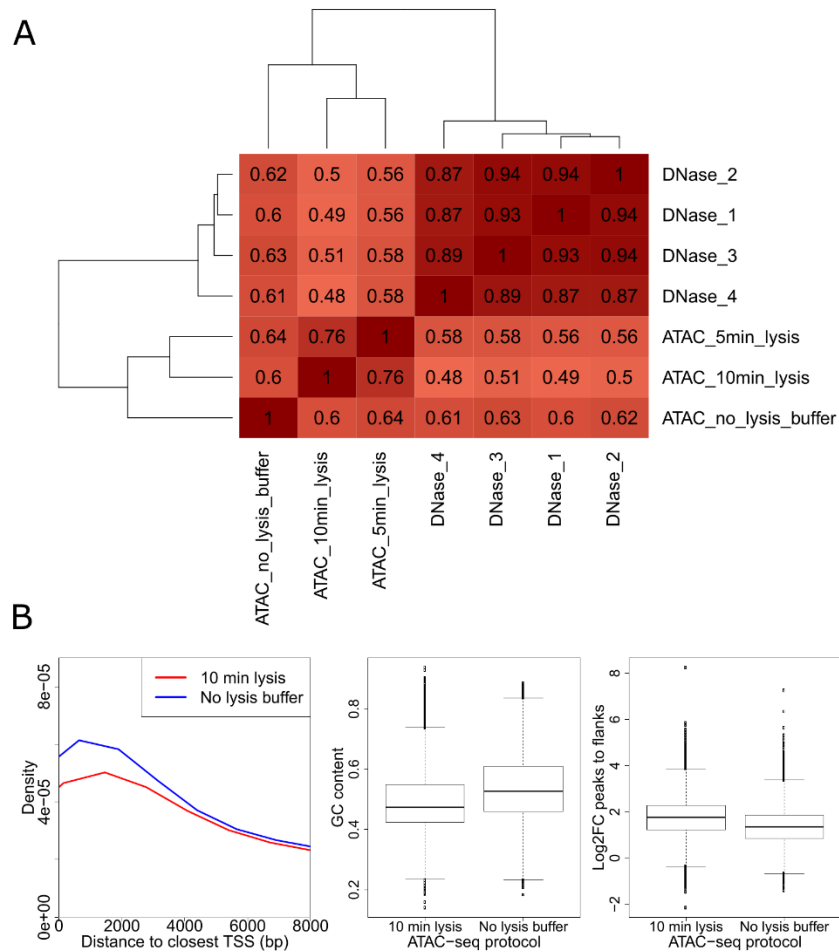 A
0.62 0.5 0.56 0.87 0.94 0.94 1 DNase_2
0.6 0.49 0.56 0.87 0.93 1 0.94 DNase_1
0.63 0.51 0.58 0.89 1 0.93 0.94 DNase_3
0.61 0.48 0.58 1 0.89 0.87 0.87 DNase_4
0.64 0.76 1 0.58 0.58 0.56 0.56 ATAC_5min_lysis
0.6 1 0.76 0.48 0.51 0.49 0.5 ATAC_10min_lysis
1 0.6 0.64 0.61 0.63 0.6 0.62 ATAC_no_lysis_buffer
ATAC_no_lysis_buffer
ATAC_10min_lysis
ATAC_5min_lysis
DNase_4
DNase_3
DNase_1
DNase_2
B
Density
0e+00 4e-05 8e-05
10 min lysis
No lysis buffer
0 2000 4000 6000 8000
Distance to closest TSS (bp)
GC content
0.2 0.4 0.6 0.8
10 min lysis No lysis buffer
ATAC-seq protocol
Log2FC peaks to flanks
-2 0 2 4 6 8
10 min lysis No lysis buffer
ATAC-seq protocol